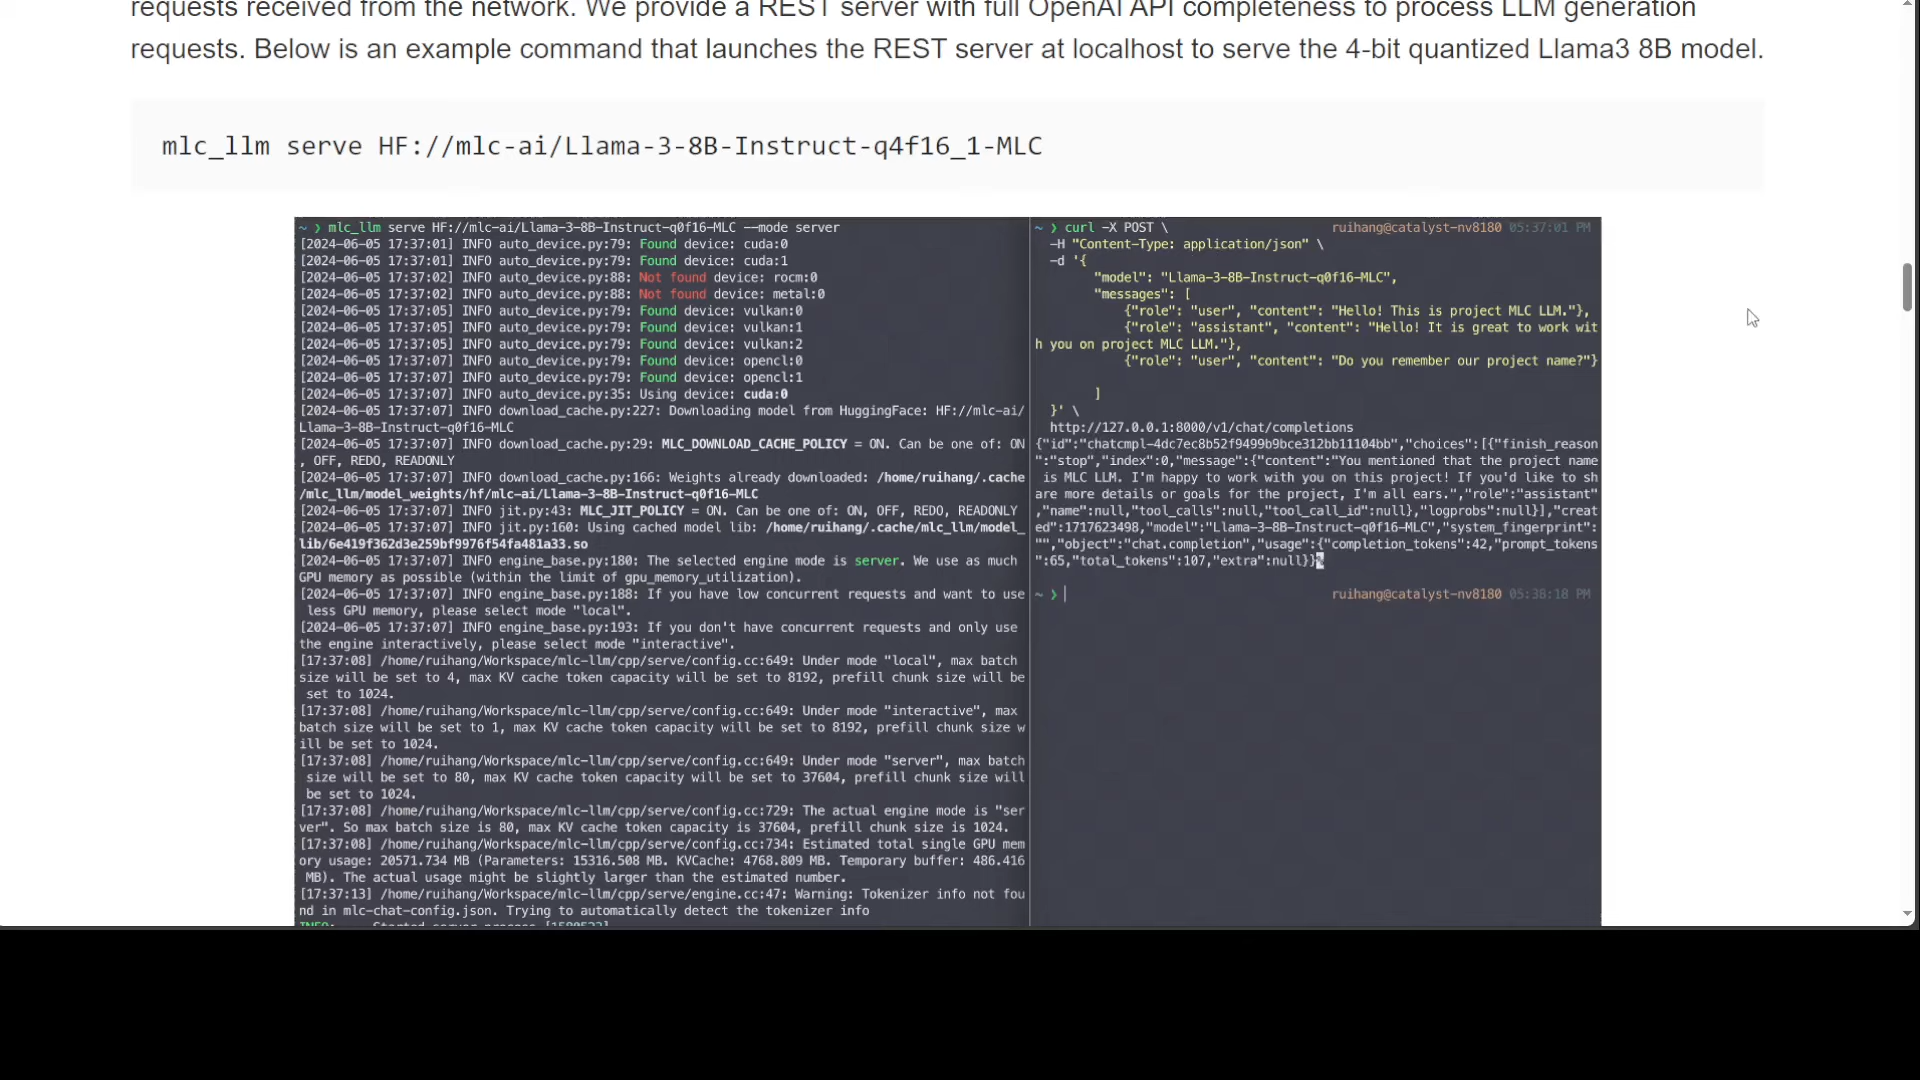 requests received from the network. We provide a REST server with full OpenAI API completeness to process LLM generation
requests. Below is an example command that launches the REST server at localhost to serve the 4-bit quantized Llama3 8B model.
mlc_llm serve HF://mlc-ai/Llama-3-8B-Instruct-q4f16_1-MLC
~ ❯ mlc_llm serve HF://mlc-ai/Llama-3-8B-Instruct-q0f16-MLC --mode server
[2024-06-05 17:37:01] INFO auto_device.py:79: Found device: cuda:0
[2024-06-05 17:37:01] INFO auto_device.py:79: Found device: cuda:1
[2024-06-05 17:37:02] INFO auto_device.py:88: Not found device: rocm:0
[2024-06-05 17:37:02] INFO auto_device.py:88: Not found device: metal:0
[2024-06-05 17:37:05] INFO auto_device.py:79: Found device: vulkan:0
[2024-06-05 17:37:05] INFO auto_device.py:79: Found device: vulkan:1
[2024-06-05 17:37:05] INFO auto_device.py:79: Found device: vulkan:2
[2024-06-05 17:37:07] INFO auto_device.py:79: Found device: opencl:0
[2024-06-05 17:37:07] INFO auto_device.py:79: Found device: opencl:1
[2024-06-05 17:37:07] INFO auto_device.py:35: Using device: cuda:0
[2024-06-05 17:37:07] INFO download_cache.py:227: Downloading model from HuggingFace: HF://mlc-ai/
Llama-3-8B-Instruct-q0f16-MLC
[2024-06-05 17:37:07] INFO download_cache.py:29: MLC_DOWNLOAD_CACHE_POLICY = ON. Can be one of: ON
, OFF, REDO, READONLY
[2024-06-05 17:37:07] INFO download_cache.py:166: Weights already downloaded: /home/ruihang/.cache
/mlc_llm/model_weights/hf/mlc-ai/Llama-3-8B-Instruct-q0f16-MLC
[2024-06-05 17:37:07] INFO jit.py:43: MLC_JIT_POLICY = ON. Can be one of: ON, OFF, REDO, READONLY
[2024-06-05 17:37:07] INFO jit.py:160: Using cached model lib: /home/ruihang/.cache/mlc_llm/model_
lib/6e419f362d3e259bf9976f54fa481a33.so
[2024-06-05 17:37:07] INFO engine_base.py:180: The selected engine mode is server. We use as much
GPU memory as possible (within the limit of gpu_memory_utilization).
[2024-06-05 17:37:07] INFO engine_base.py:188: If you have low concurrent requests and want to use
less GPU memory, please select mode "local".
[2024-06-05 17:37:07] INFO engine_base.py:193: If you don't have concurrent requests and only use
the engine interactively, please select mode "interactive".
[17:37:08] /home/ruihang/Workspace/mlc-llm/cpp/serve/config.cc:649: Under mode "local", max batch
size will be set to 4, max KV cache token capacity will be set to 8192, prefill chunk size will be
set to 1024.
[17:37:08] /home/ruihang/Workspace/mlc-llm/cpp/serve/config.cc:649: Under mode "interactive", max
batch size will be set to 1, max KV cache token capacity will be set to 8192, prefill chunk size w
ill be set to 1024.
[17:37:08] /home/ruihang/Workspace/mlc-llm/cpp/serve/config.cc:649: Under mode "server", max batch
size will be set to 80, max KV cache token capacity will be set to 37604, prefill chunk size will
be set to 1024.
[17:37:08] /home/ruihang/Workspace/mlc-llm/cpp/serve/config.cc:729: The actual engine mode is "ser
ver". So max batch size is 80, max KV cache token capacity is 37604, prefill chunk size is 1024.
[17:37:08] /home/ruihang/Workspace/mlc-llm/cpp/serve/config.cc:734: Estimated total single GPU mem
ory usage: 20571.734 MB (Parameters: 15316.508 MB. KVCache: 4768.809 MB. Temporary buffer: 486.416
MB). The actual usage might be slightly larger than the estimated number.
[17:37:13] /home/ruihang/Workspace/mlc-llm/cpp/serve/engine.cc:47: Warning: Tokenizer info not fou
nd in mlc-chat-config.json. Trying to automatically detect the tokenizer info
~ ❯ curl -X POST \ ruihang@catalyst-nv8180 05:37:01 PM
-H "Content-Type: application/json" \
-d '{
"model": "Llama-3-8B-Instruct-q0f16-MLC",
"messages": [
{"role": "user", "content": "Hello! This is project MLC LLM."},
{"role": "assistant", "content": "Hello! It is great to work wit
h you on project MLC LLM."},
{"role": "user", "content": "Do you remember our project name?"}
]
}' \
http://127.0.0.1:8000/v1/chat/completions
{"id":"chatcmpl-4dc7ec8b52f9499b9bce312bb11104bb","choices":[{"finish_reason
":"stop","index":0,"message":{"content":"You mentioned that the project name
is MLC LLM. I'm happy to work with you on this project! If you'd like to sh
are more details or goals for the project, I'm all ears.","role":"assistant"
,"name":null,"tool_calls":null,"tool_call_id":null},"logprobs":null}],"creat
ed":1717623498,"model":"Llama-3-8B-Instruct-q0f16-MLC","system_fingerprint":
"","object":"chat.completion","usage":{"completion_tokens":42,"prompt_tokens
":65,"total_tokens":107,"extra":null}}%
~ ❯ ruihang@catalyst-nv8180 05:38:18 PM